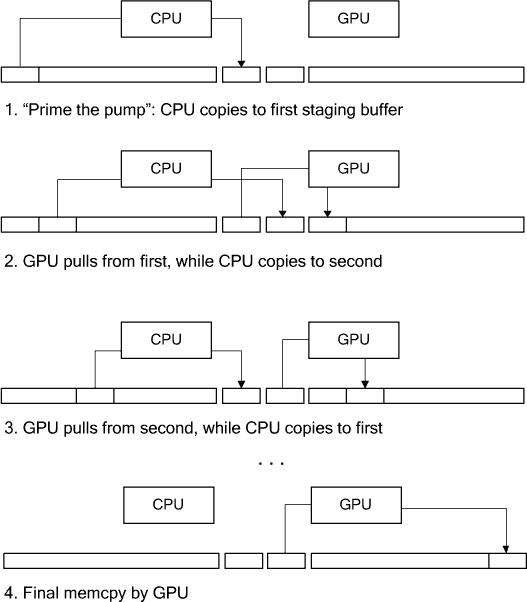 CPU GPU
1. “Prime the pump”: CPU copies to first staging buffer
CPU GPU
2. GPU pulls from first, while CPU copies to second
CPU GPU
3. GPU pulls from second, while CPU copies to first
. . .
CPU GPU
4. Final memcpy by GPU